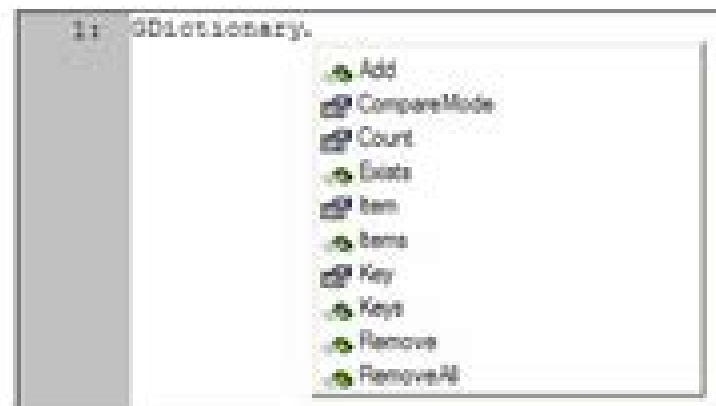 1: GDictionary.
Add
CompareMode
Count
Exists
Item
Items
Key
Keys
Remove
RemoveAll